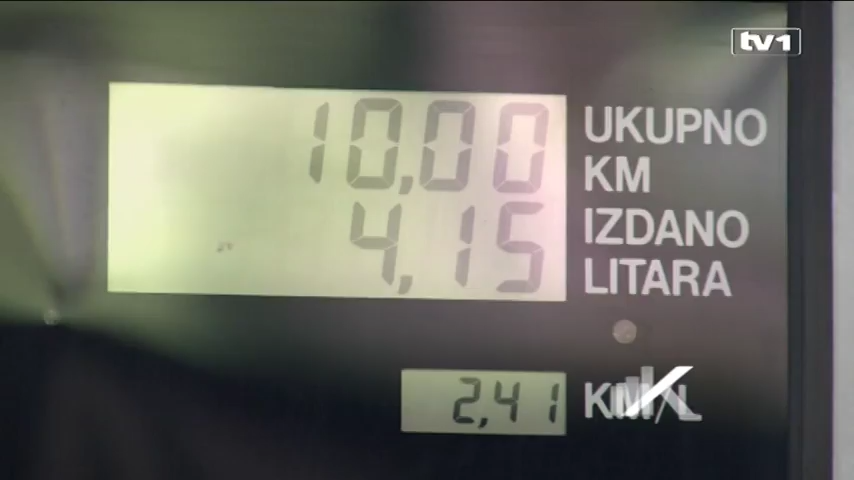 tv1
10,00 UKUPNO
KM
4,15 IZDANO
LITARA
2,41 KM/L